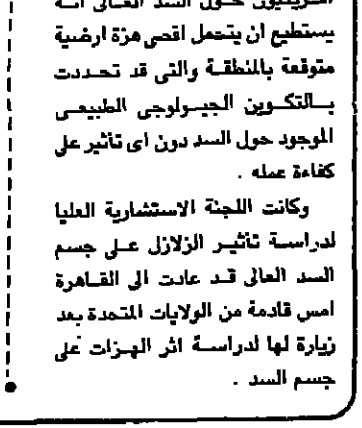 حول السد العالى انه
يستطيع ان يتحمل اقصى هزة ارضية
متوقعة بالمنطقة والتى قد تحددت
بالتكوين الجيولوجى الطبيعى
الموجود حول السد دون اى تاثير على
كفاءة عمله .
وكانت اللجنة الاستشارية العليا
لدراسة تاثير الزلازل على جسم
السد العالى قد عادت الى القاهرة
امس قادمة من الولايات المتحدة بعد
زيارة لها لدراسة اثر الهزات على
جسم السد .